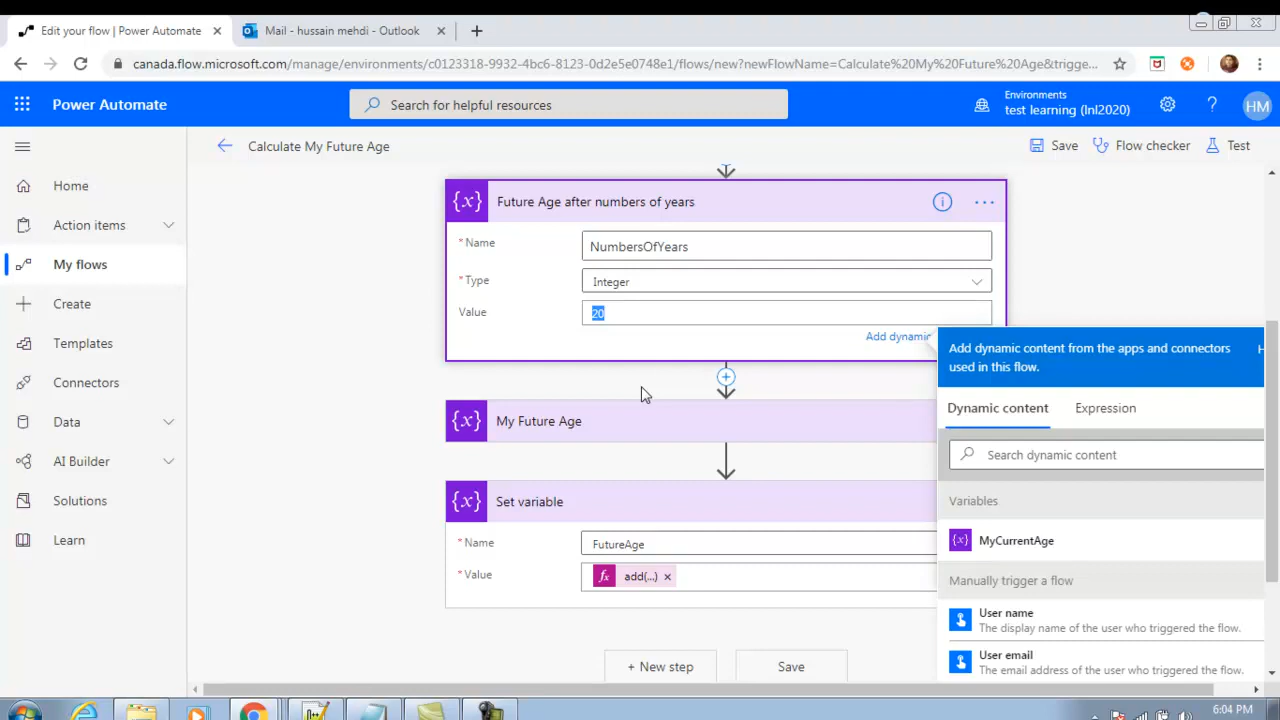 Edit your flow | Power Automate
Mail - hussain mehdi - Outlook
canada.flow.microsoft.com/manage/environments/c0123318-9932-4bc6-8123-0d2e5e0748e1/flows/new?newFlowName=Calculate%20My%20Future%20Age&trigge...
Power Automate
Search for helpful resources
Environments
test learning (lnl2020)
HM
Calculate My Future Age
Save
Flow checker
Test
Home
Action items
My flows
Create
Templates
Connectors
Data
AI Builder
Solutions
Learn
{x} Future Age after numbers of years
* Name
NumbersOfYears
* Type
Integer
Value
20
Add dynamic
Add dynamic content from the apps and connectors
used in this flow.
H
Dynamic content
Expression
Search dynamic content
Variables
{x} MyCurrentAge
Manually trigger a flow
User name
The display name of the user who triggered the flow.
User email
The email address of the user who triggered the flow.
{x} My Future Age
{x} Set variable
* Name
FutureAge
* Value
fx add(...) ×
+ New step
Save
6:04 PM